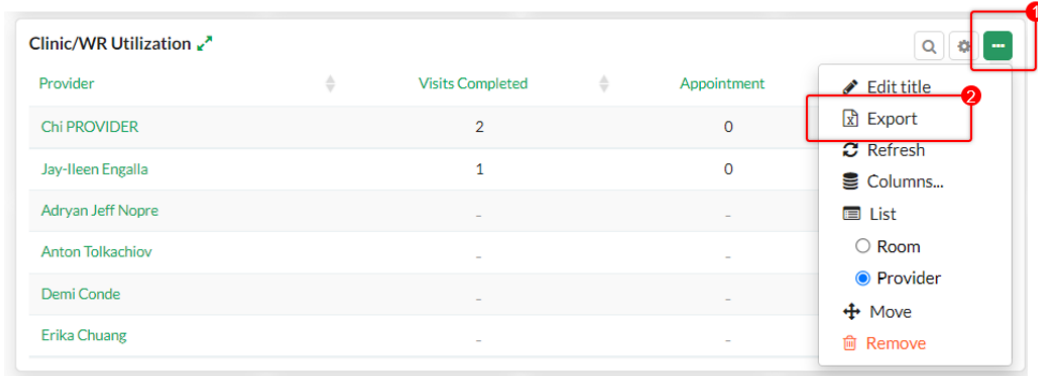 Clinic/WR Utilization
1
Provider Visits Completed Appointment
Edit title
2
Chi PROVIDER 2 0
Export
Refresh
Jay-Ileen Engalla 1 0
Columns...
Adryan Jeff Nopre - -
List
Room
Anton Tolkachiov - -
Provider
Demi Conde - -
Move
Erika Chuang - -
Remove